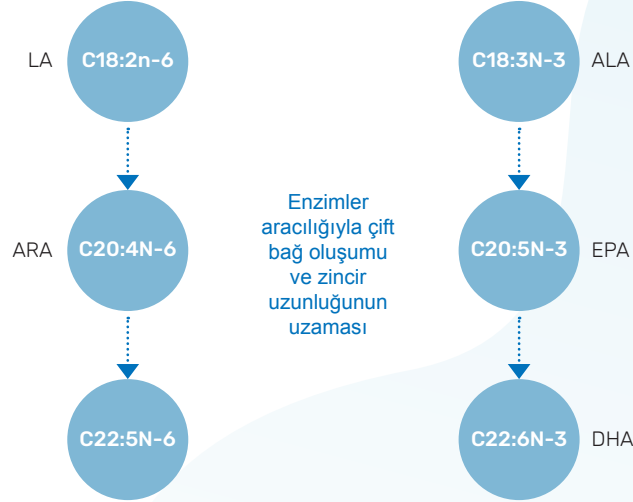 LA
C18:2n-6
C18:3N-3
ALA
ARA
C20:4N-6
Enzimler
aracılığıyla çift
bağ oluşumu
ve zincir
uzunluğunun
uzaması
C20:5N-3
EPA
C22:5N-6
C22:6N-3
DHA